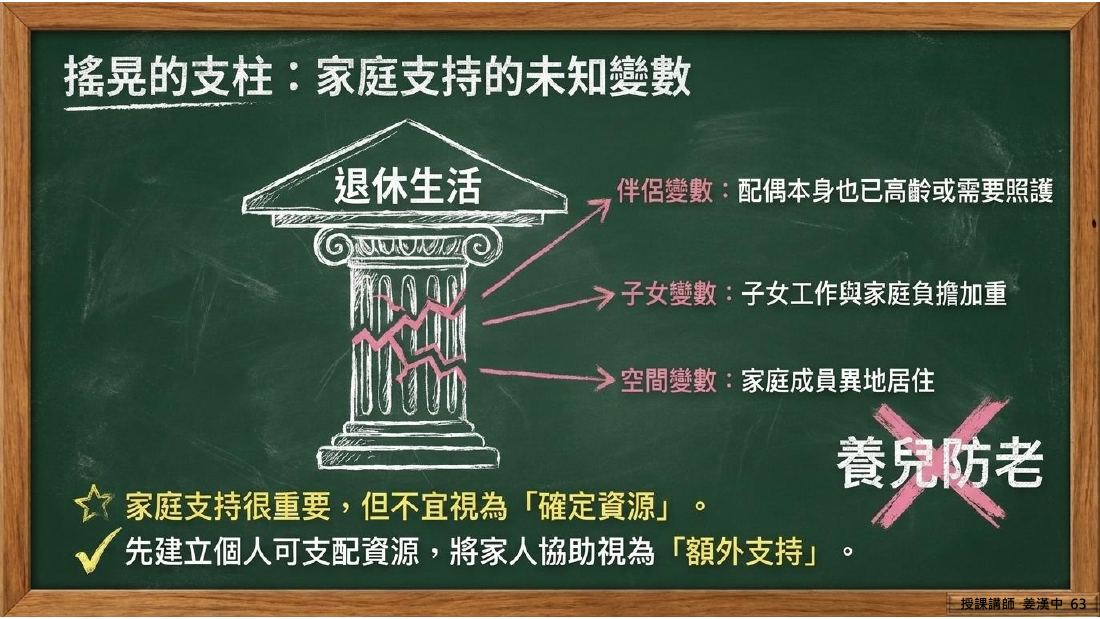 搖晃的支柱：家庭支持的未知變數
退休生活
伴侶變數：配偶本身也已高齡或需要照護
子女變數：子女工作與家庭負擔加重
空間變數：家庭成員異地居住
養兒防老
家庭支持很重要，但不宜視為「確定資源」。
先建立個人可支配資源，將家人協助視為「額外支持」。
授課講師 姜漢中 63